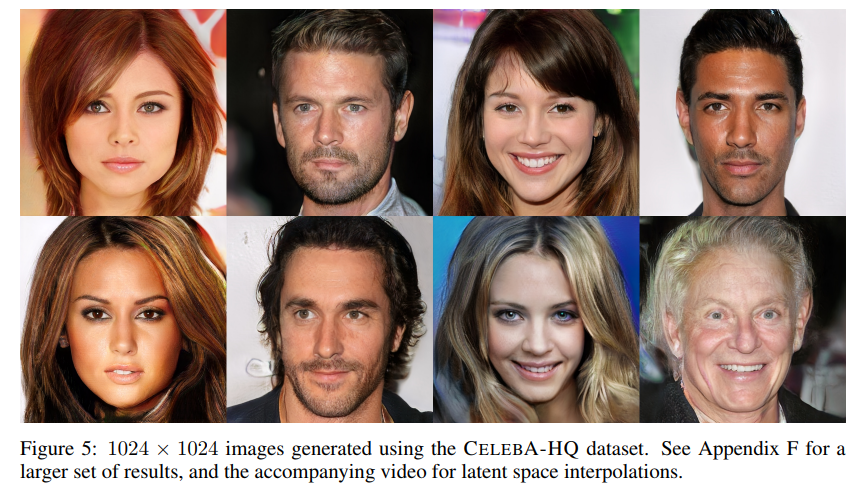 Figure 5: 1024 × 1024 images generated using the CELEBA-HQ dataset. See Appendix F for a
larger set of results, and the accompanying video for latent space interpolations.